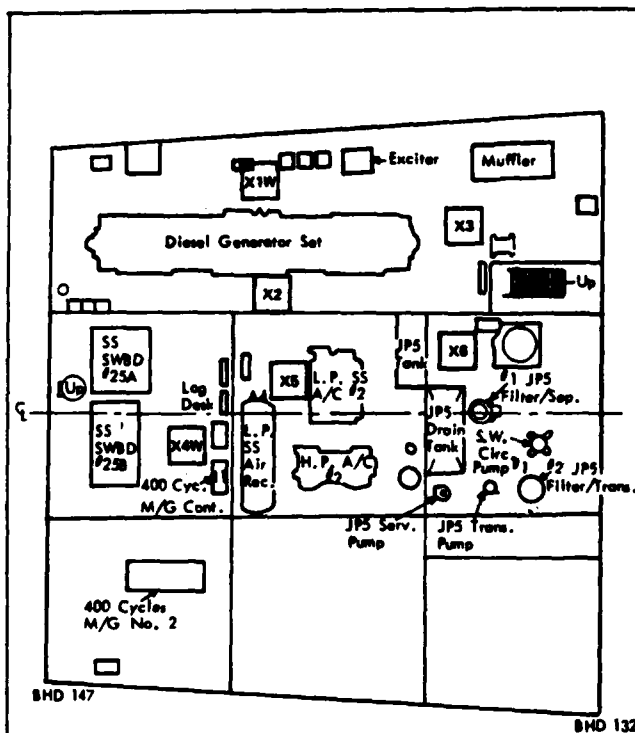 Exciter
Muffler
X1W
X3
Diesel Generator Set
X2
Up
SS
SWBD
#25A
JP5
Tank
X6
Up
X5
L.P. SS
A/C #2
#1 JP5
Filter/Sep.
Log
Desk
℄
SS
SWBD
#25B
X4W
L.P.
SS
Air
Rec.
JP5
Drain
Tank
S.W.
Circ.
Pump #1
H.P. A/C
#2
#2 JP5
Filter/Trans.
400 Cyc.
M/G Cont.
JP5 Serv.
Pump
JP5 Trans.
Pump
400 Cycles
M/G No. 2
BHD 147
BHD 132